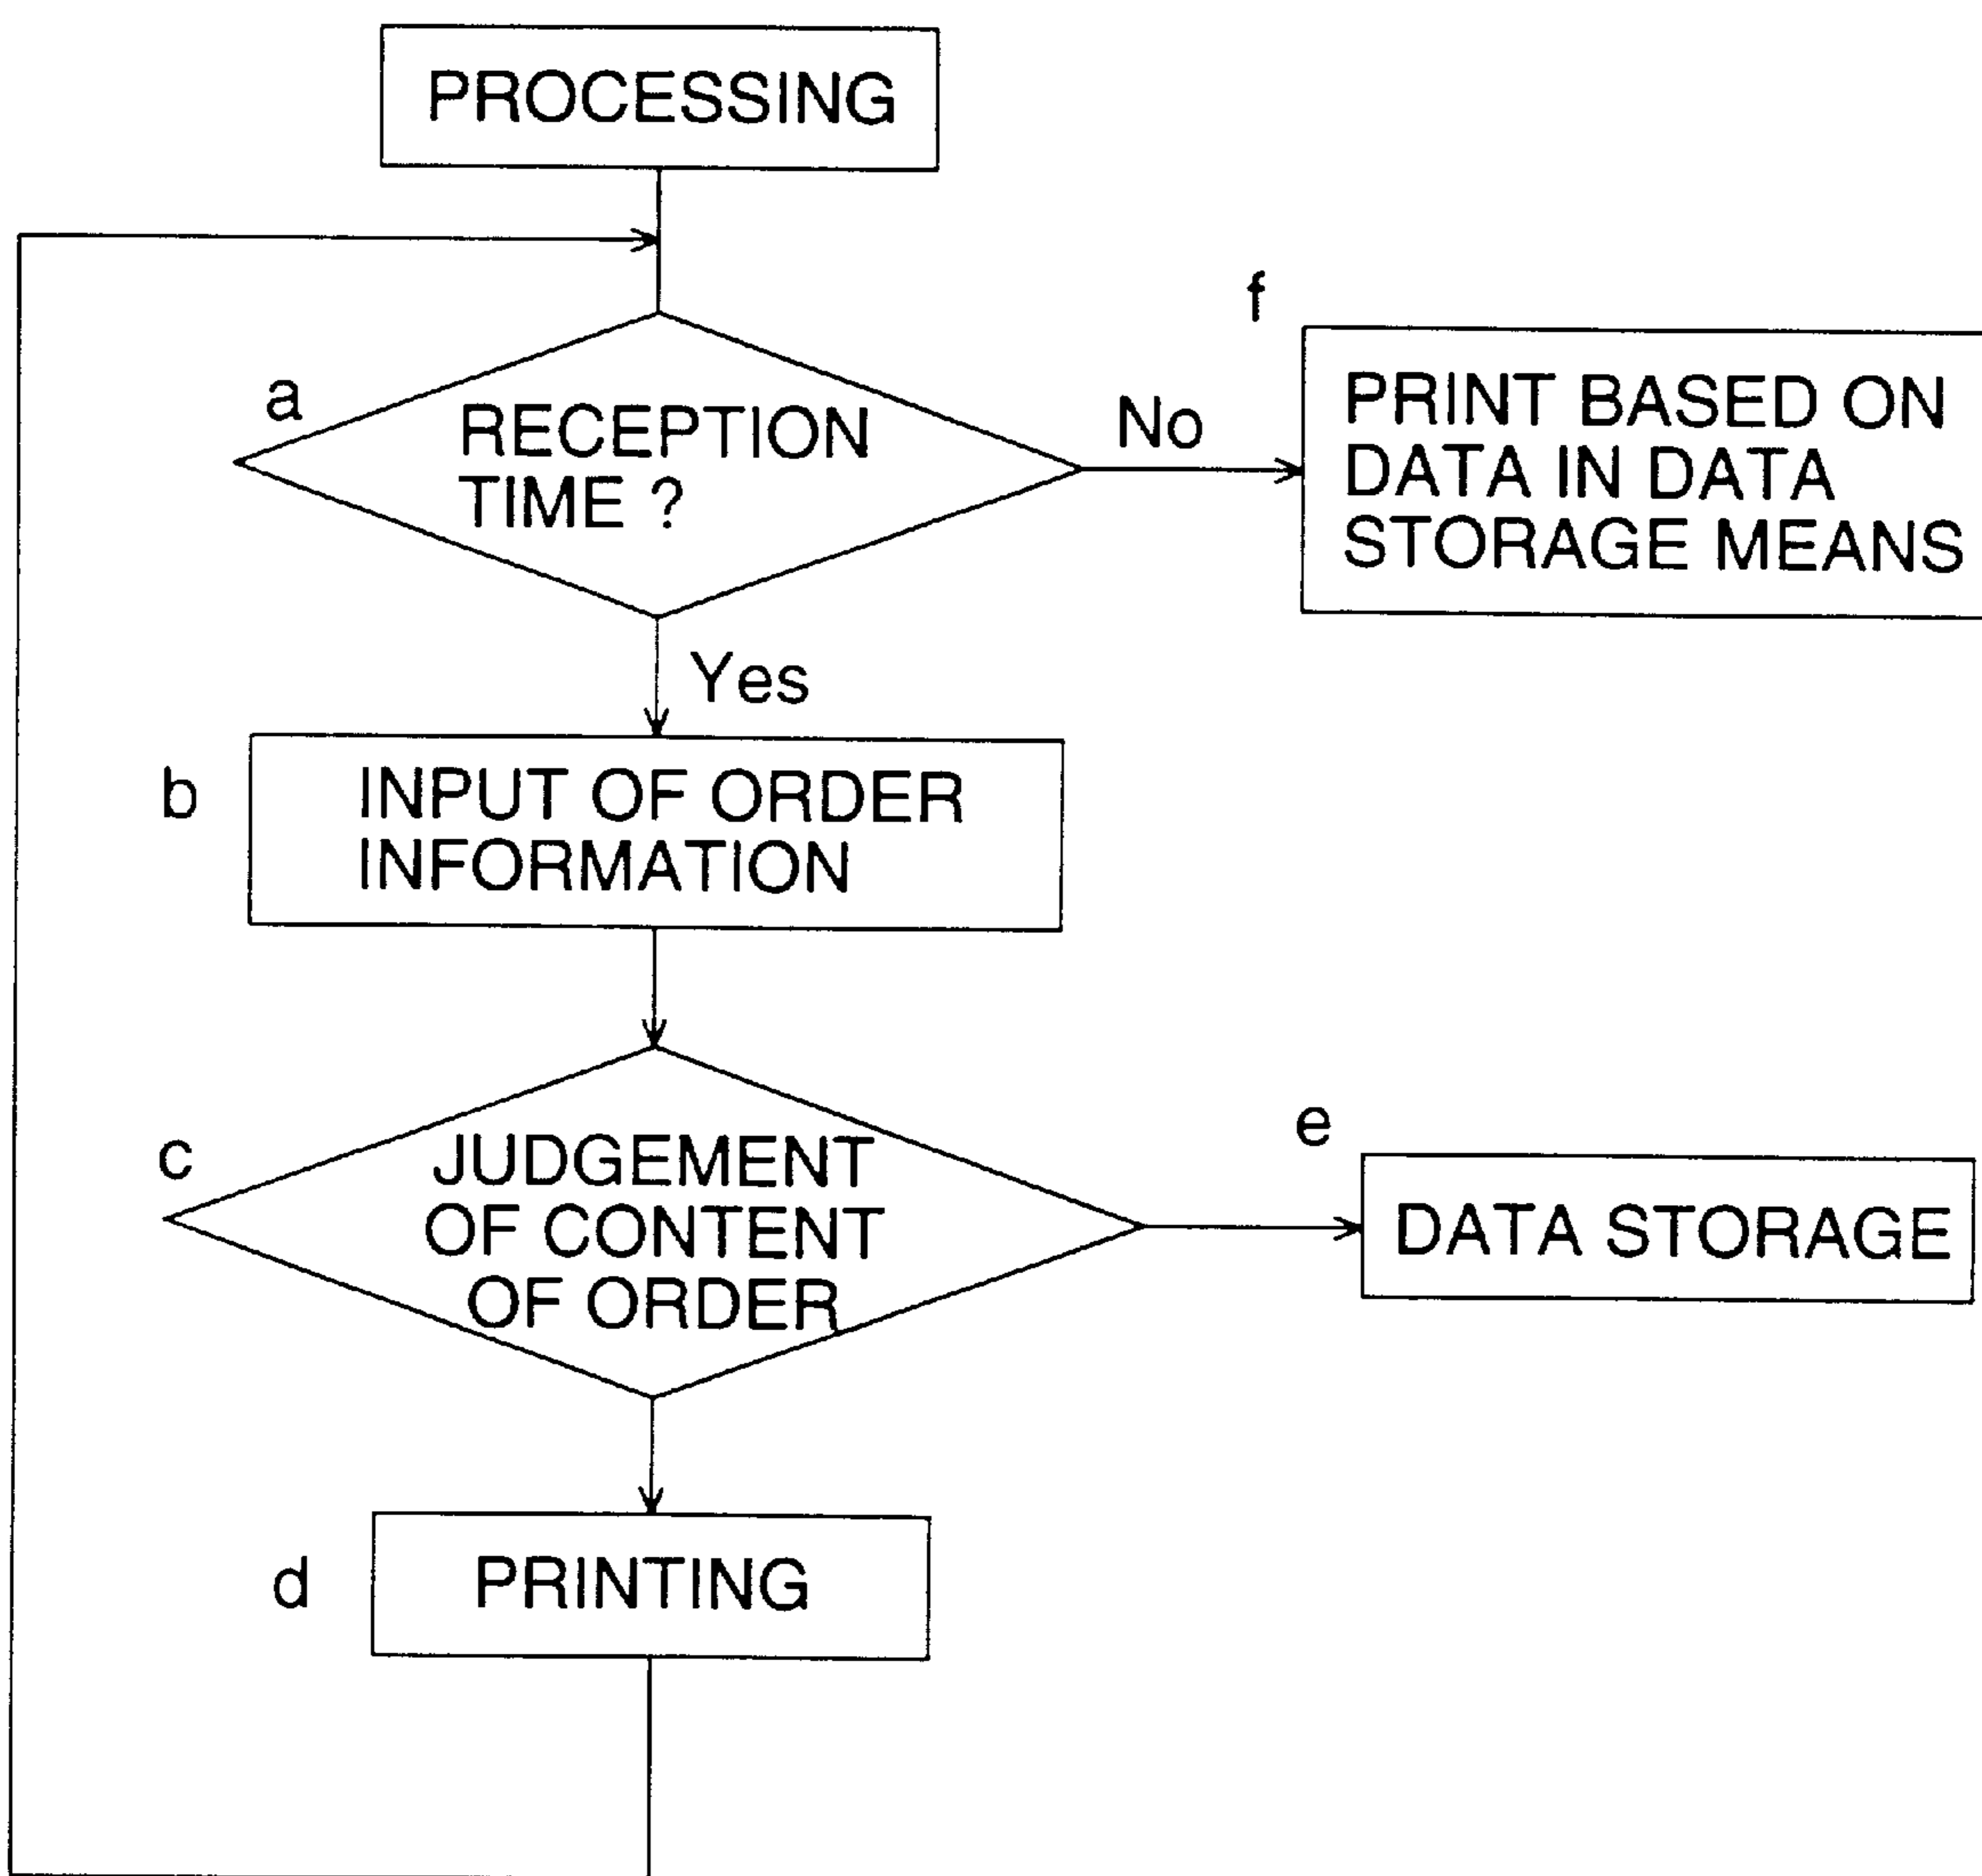 PROCESSING
a
RECEPTION
TIME ?
No
f
PRINT BASED ON
DATA IN DATA
STORAGE MEANS
Yes
b
INPUT OF ORDER
INFORMATION
c
JUDGEMENT
OF CONTENT
OF ORDER
e
DATA STORAGE
d
PRINTING